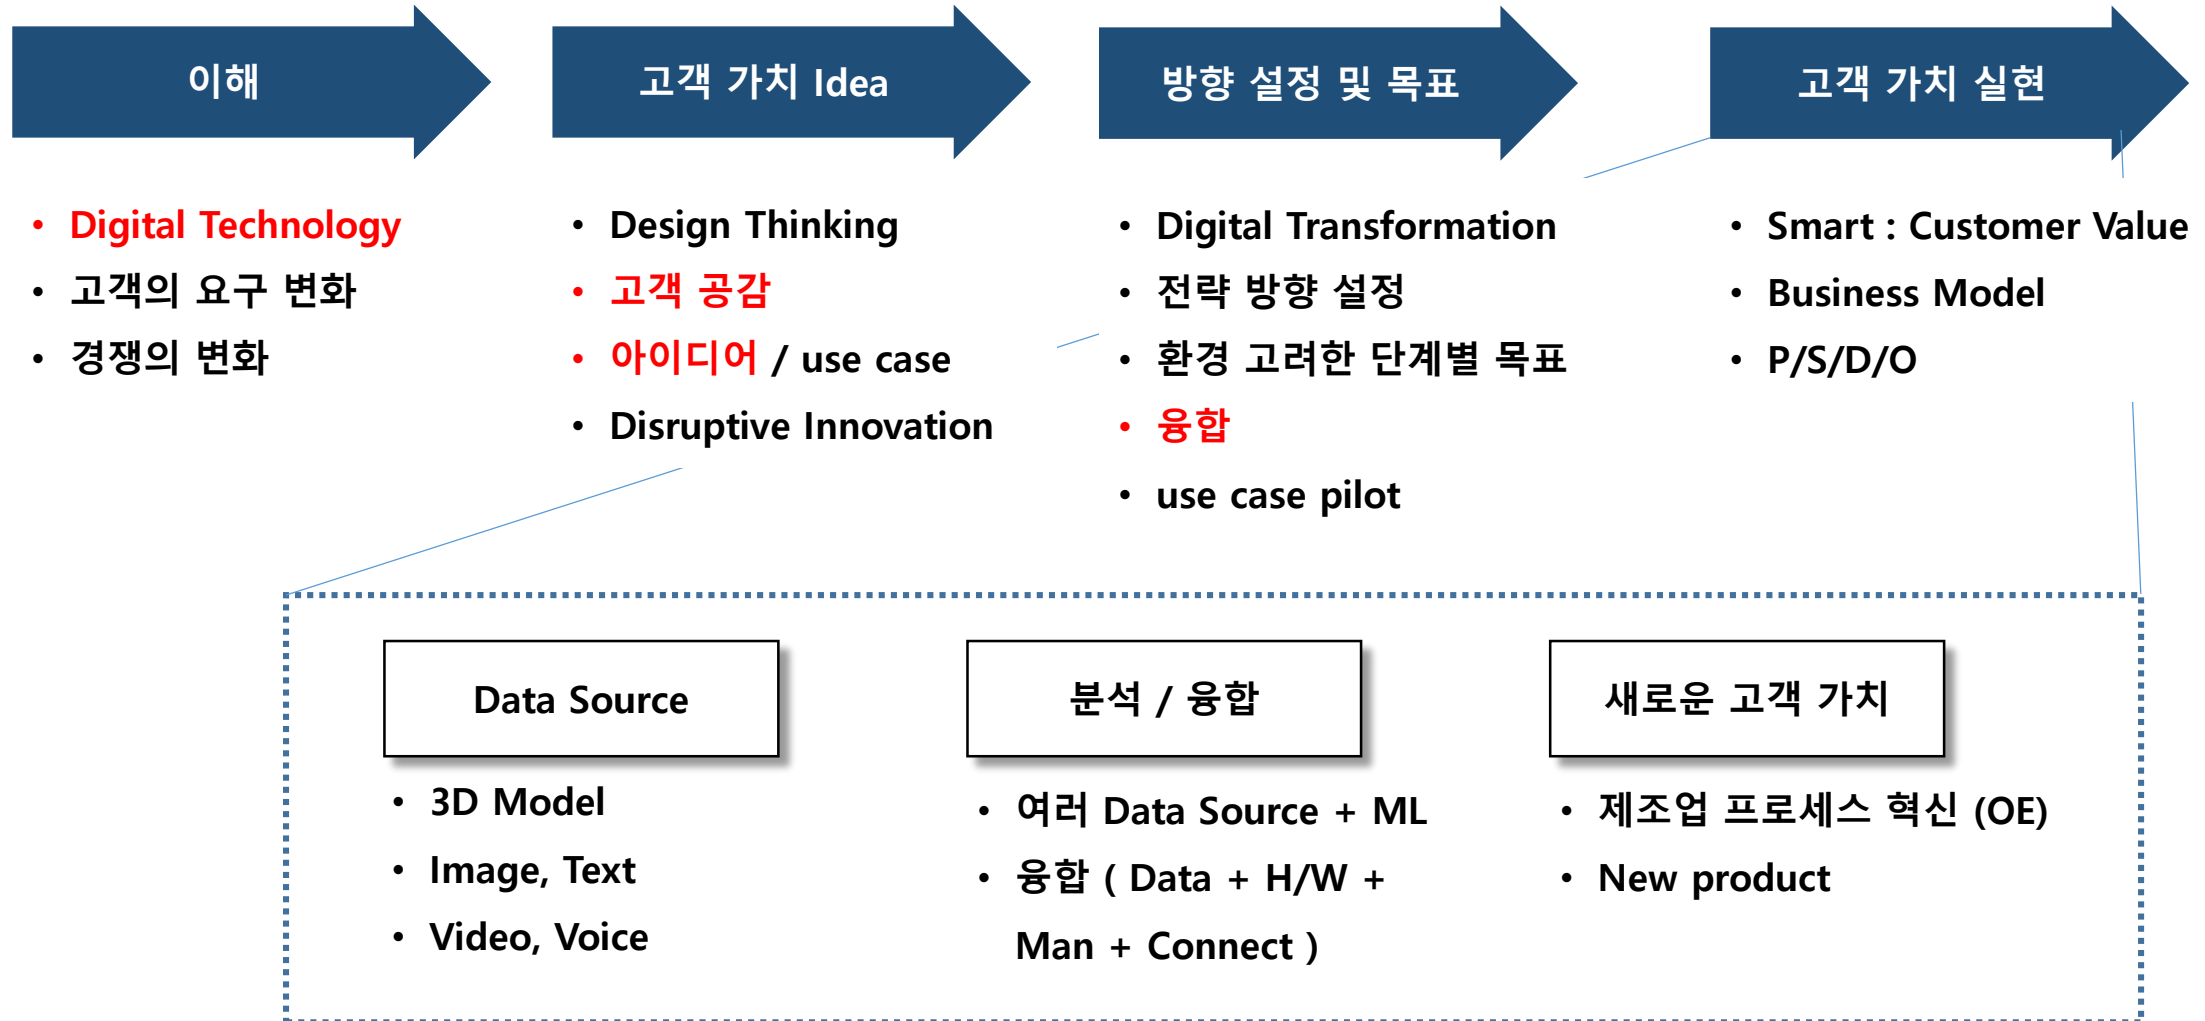 이해
• Digital Technology
• 고객의 요구 변화
• 경쟁의 변화
고객 가치 Idea
• Design Thinking
• 고객 공감
• 아이디어 / use case
• Disruptive Innovation
방향 설정 및 목표
• Digital Transformation
• 전략 방향 설정
• 환경 고려한 단계별 목표
• 융합
• use case pilot
고객 가치 실현
• Smart : Customer Value
• Business Model
• P/S/D/O
Data Source
• 3D Model
• Image, Text
• Video, Voice
분석 / 융합
• 여러 Data Source + ML
• 융합 ( Data + H/W +
Man + Connect )
새로운 고객 가치
• 제조업 프로세스 혁신 (OE)
• New product